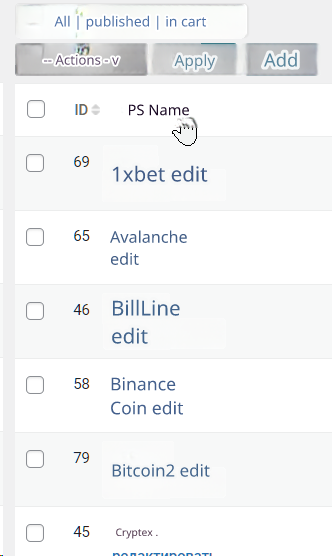 All | published | in cart
-- Actions - v
Apply
Add
ID
PS Name
69
1xbet edit
65
Avalanche
edit
46
BillLine
edit
58
Binance
Coin edit
79
Bitcoin2 edit
45
Cryptex .
редактировать